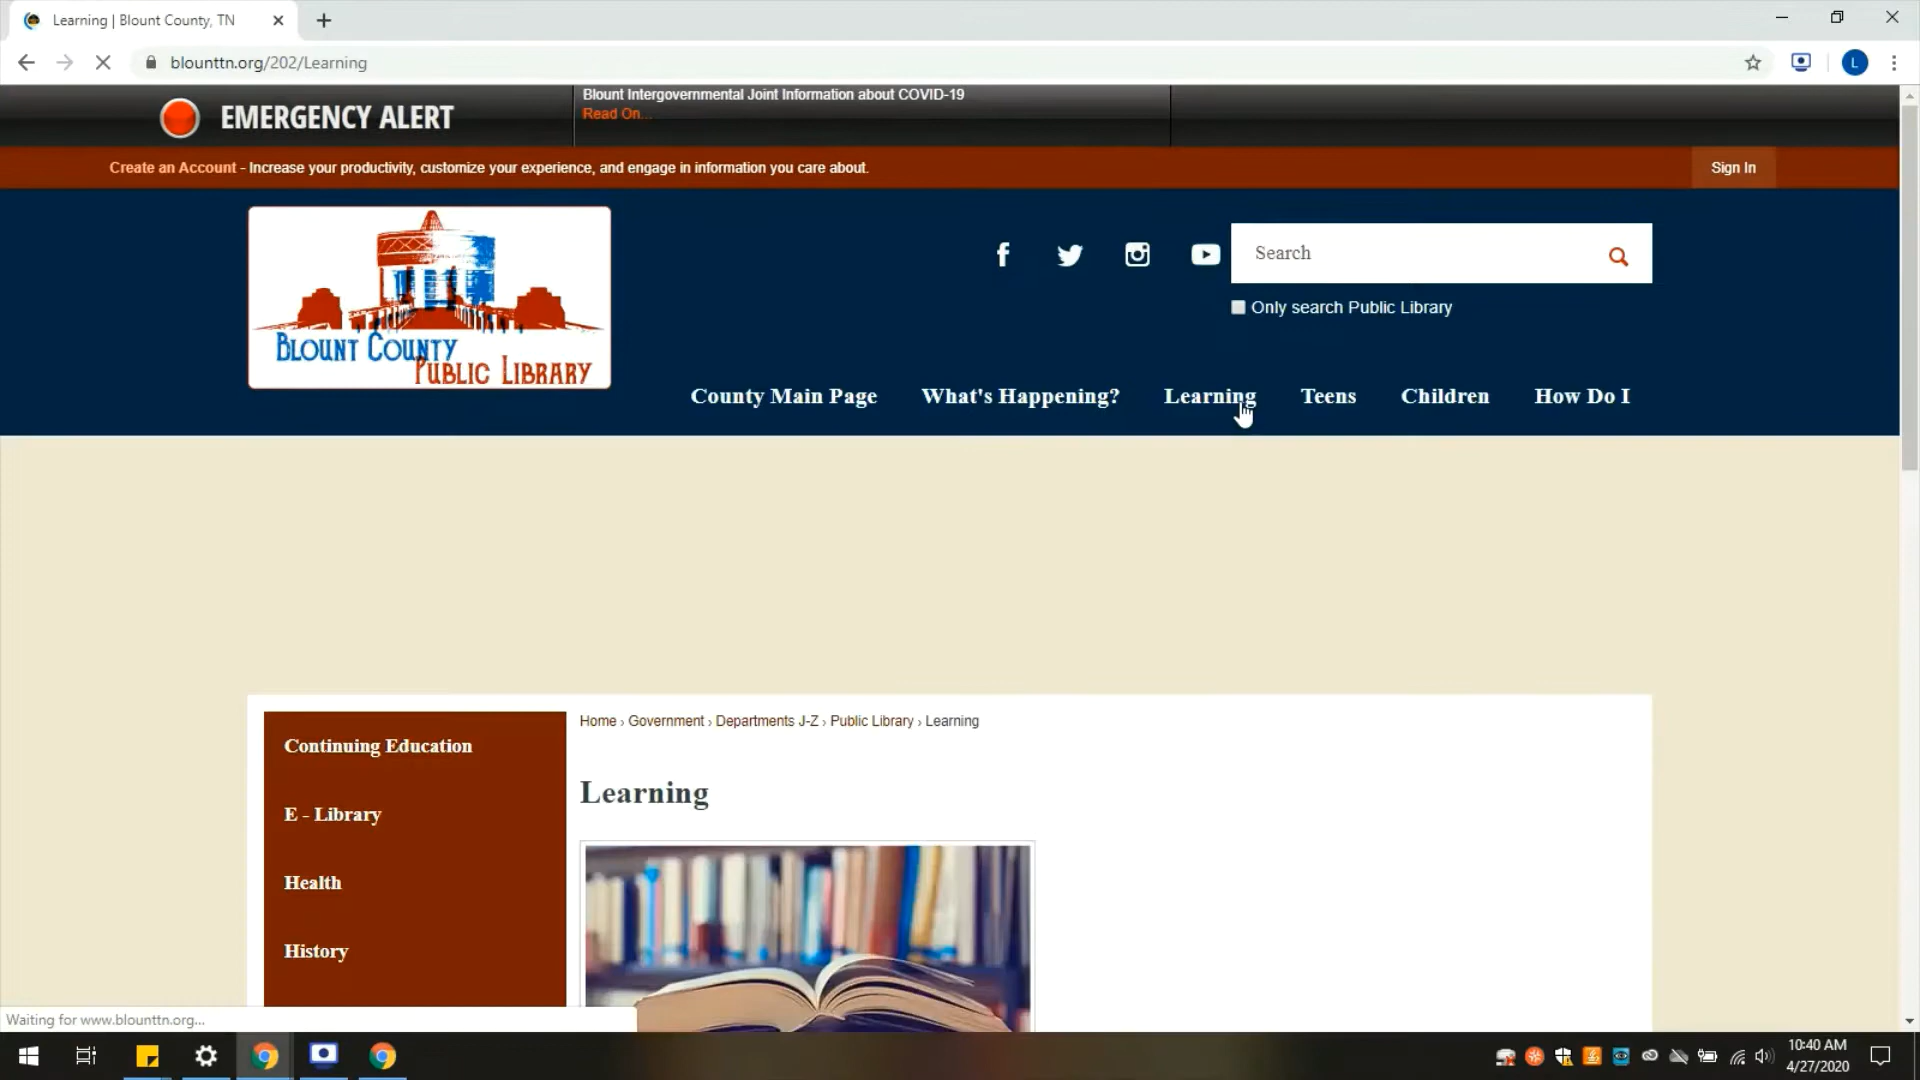 Learning | Blount County, TN
blounttn.org/202/Learning
L
EMERGENCY ALERT
Blount Intergovernmental Joint Information about COVID-19
Read On...
Create an Account - Increase your productivity, customize your experience, and engage in information you care about.
Sign In
BLOUNT COUNTY
PUBLIC LIBRARY
Search
Only search Public Library
County Main Page What's Happening? Learning Teens Children How Do I
Home › Government › Departments J-Z › Public Library › Learning
Continuing Education
E - Library
Health
History
Learning
Waiting for www.blounttn.org...
10:40 AM
4/27/2020